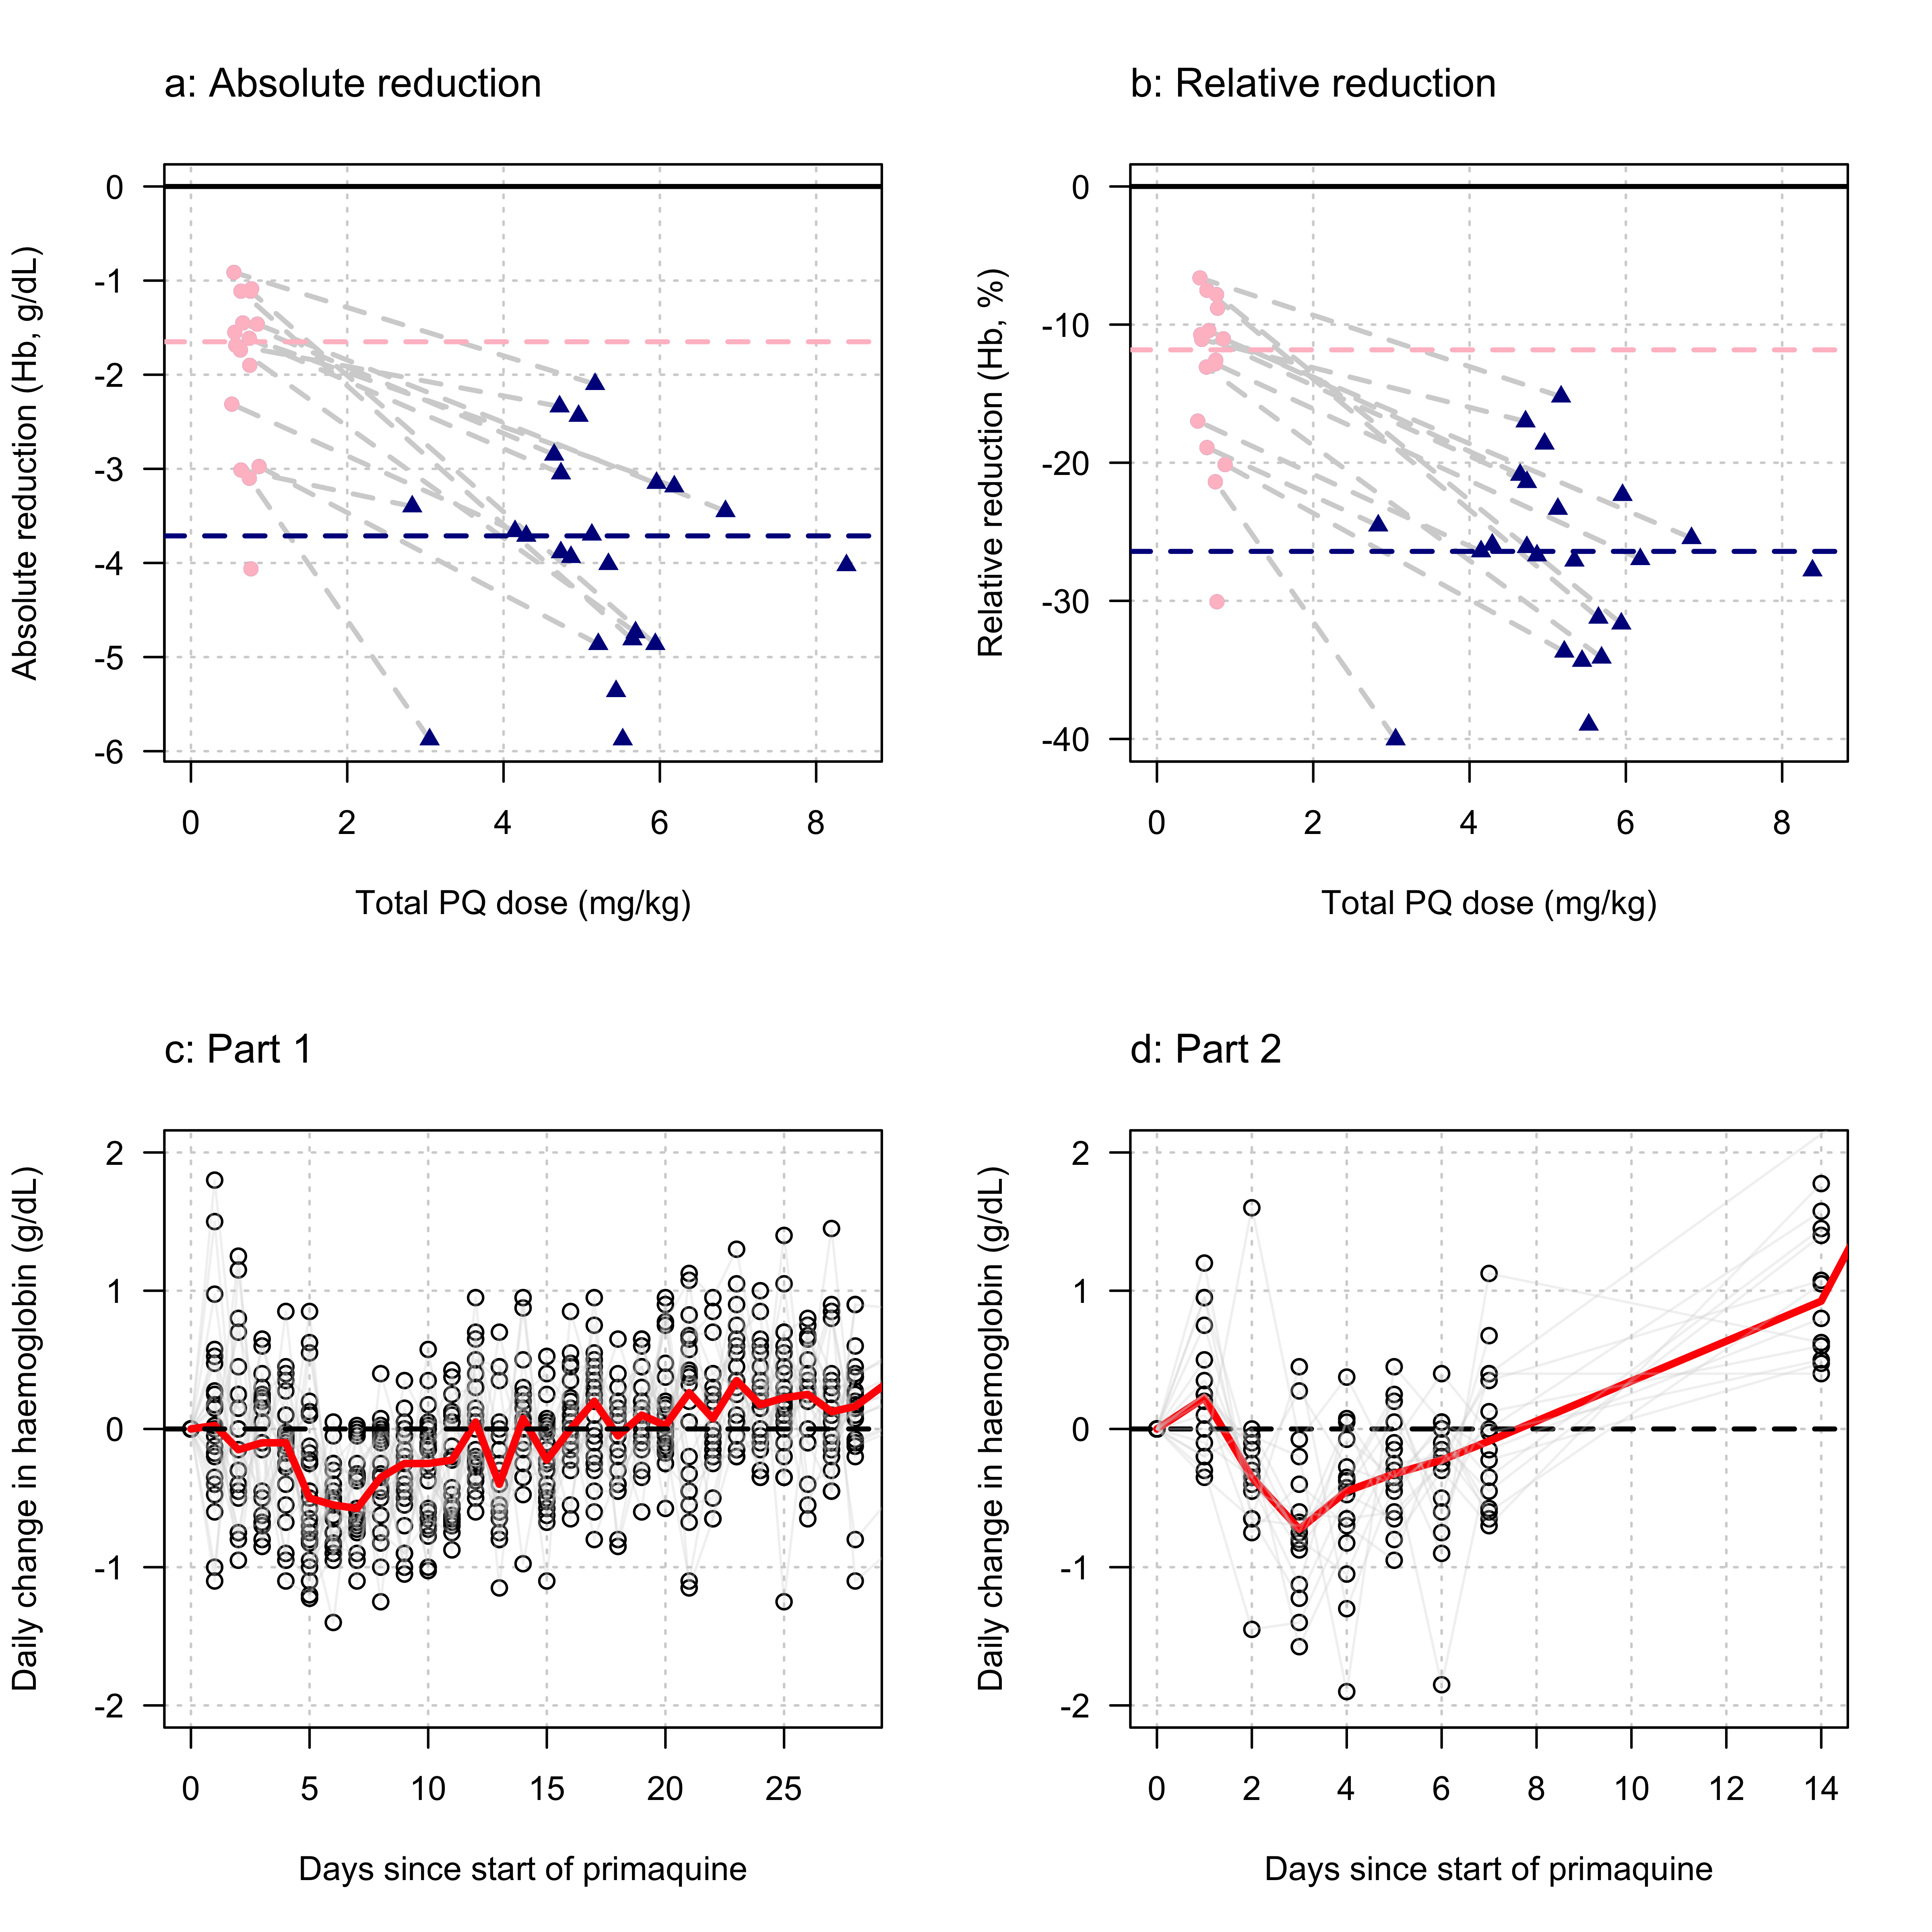 a: Absolute reduction
Absolute reduction (Hb, g/dL)
0
-1
-2
-3
-4
-5
-6
0 2 4 6 8
Total PQ dose (mg/kg)
b: Relative reduction
Relative reduction (Hb, %)
0
-10
-20
-30
-40
0 2 4 6 8
Total PQ dose (mg/kg)
c: Part 1
Daily change in haemoglobin (g/dL)
2
1
0
-1
-2
0 5 10 15 20 25
Days since start of primaquine
d: Part 2
Daily change in haemoglobin (g/dL)
2
1
0
-1
-2
0 2 4 6 8 10 12 14
Days since start of primaquine